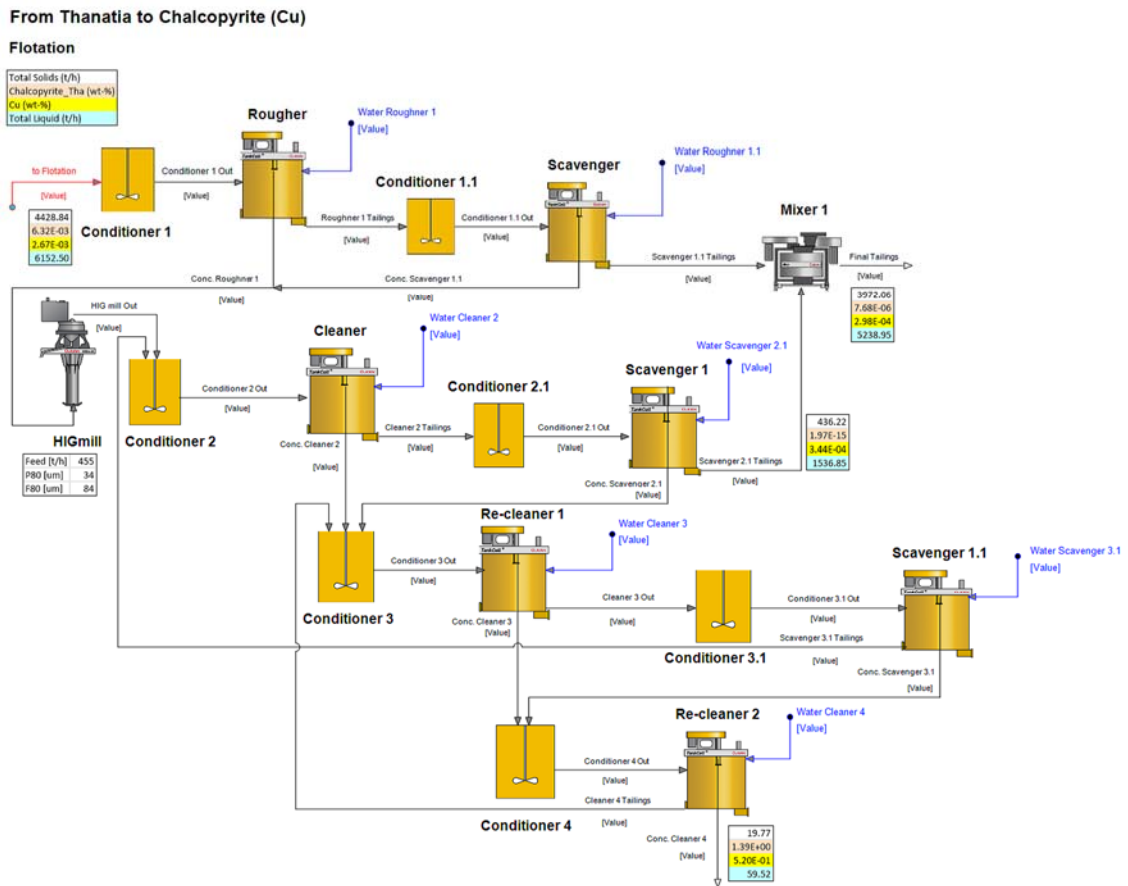 From Thanatia to Chalcopyrite (Cu)
Flotation
Total Solids (t/h)
Chalcopyrite_Tha (wt-%)
Cu (wt-%)
Total Liquid (t/h)
Rougher
Water Roughner 1
[Value]
to Flotation
[Value]
4428.84
6.32E-03
2.67E-03
6152.50
Conditioner 1
Conditioner 1 Out
[Value]
Conditioner 1.1
Roughner 1 Tailings
[Value]
Conditioner 1.1 Out
[Value]
Scavenger
Water Roughner 1.1
[Value]
Mixer 1
Scavenger 1.1 Tailings
[Value]
Final Tailings
[Value]
3972.06
7.68E-06
2.98E-04
5238.95
Conc. Roughner 1
[Value]
Conc. Scavenger 1.1
[Value]
HIG mill Out
[Value]
HIGmill
Feed [t/h] 455
P80 [um] 34
F80 [um] 84
Conditioner 2
Conditioner 2 Out
[Value]
Cleaner
Water Cleaner 2
[Value]
Conditioner 2.1
Cleaner 2 Tailings
[Value]
Conditioner 2.1 Out
[Value]
Scavenger 1
Water Scavenger 2.1
[Value]
Scavenger 2.1 Tailings
[Value]
436.22
1.97E-15
3.44E-04
1536.85
Conc. Cleaner 2
[Value]
Conc. Scavenger 2.1
[Value]
Conditioner 3
Conditioner 3 Out
[Value]
Re-cleaner 1
Water Cleaner 3
[Value]
Cleaner 3 Out
[Value]
Conditioner 3.1
Conditioner 3.1 Out
[Value]
Scavenger 1.1
Water Scavenger 3.1
[Value]
Scavenger 3.1 Tailings
[Value]
Conc. Cleaner 3
[Value]
Conc. Scavenger 3.1
[Value]
Conditioner 4
Conditioner 4 Out
[Value]
Cleaner 4 Tailings
[Value]
Re-cleaner 2
Water Cleaner 4
[Value]
Conc. Cleaner 4
[Value]
19.77
1.39E+00
5.20E-01
59.52